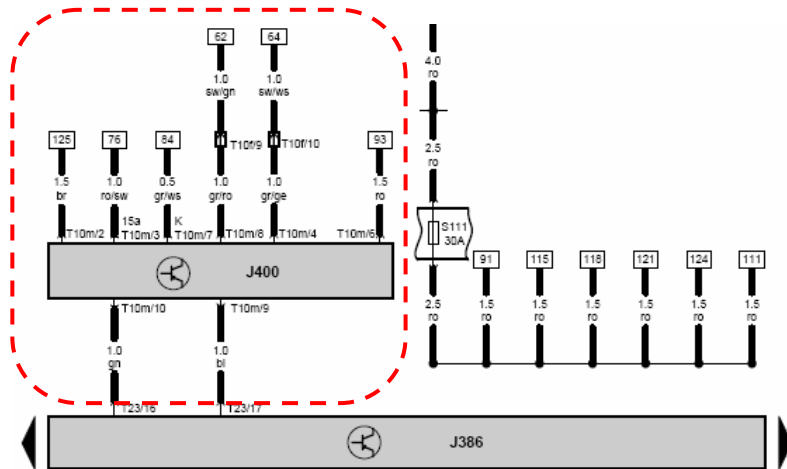 62 64
1.0 1.0
sw/gn sw/ws
4.0
ro
125 76 84 T10f/9 T10f/10 93
2.5
ro
1.5 1.0 0.5 1.0 1.0 1.5
br ro/sw gr/ws gr/ro gr/ge ro
15a K
T10m/2 T10m/3 T10m/7 T10m/8 T10m/4 T10m/6
S111
30A
J400
91 115 118 121 124 111
T10m/10 T10m/9
2.5 1.5 1.5 1.5 1.5 1.5 1.5
ro ro ro ro ro ro ro
1.0 1.0
gn bl
T23/16 T23/17
J386